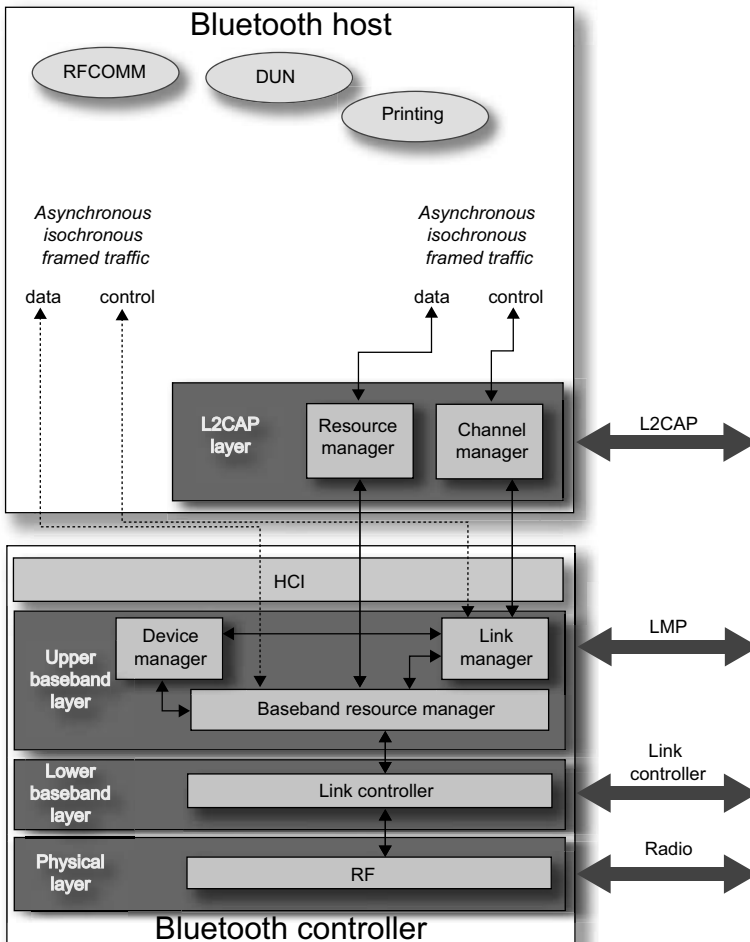 Bluetooth host
RFCOMM
DUN
Printing
Asynchronous
isochronous
framed traffic
data
control
Asynchronous
isochronous
framed traffic
data
control
L2CAP
layer
Resource
manager
Channel
manager
L2CAP
HCI
Upper
baseband
layer
Device
manager
Link
manager
LMP
Baseband resource manager
Lower
baseband
layer
Link controller
Link
controller
Physical
layer
RF
Radio
Bluetooth controller